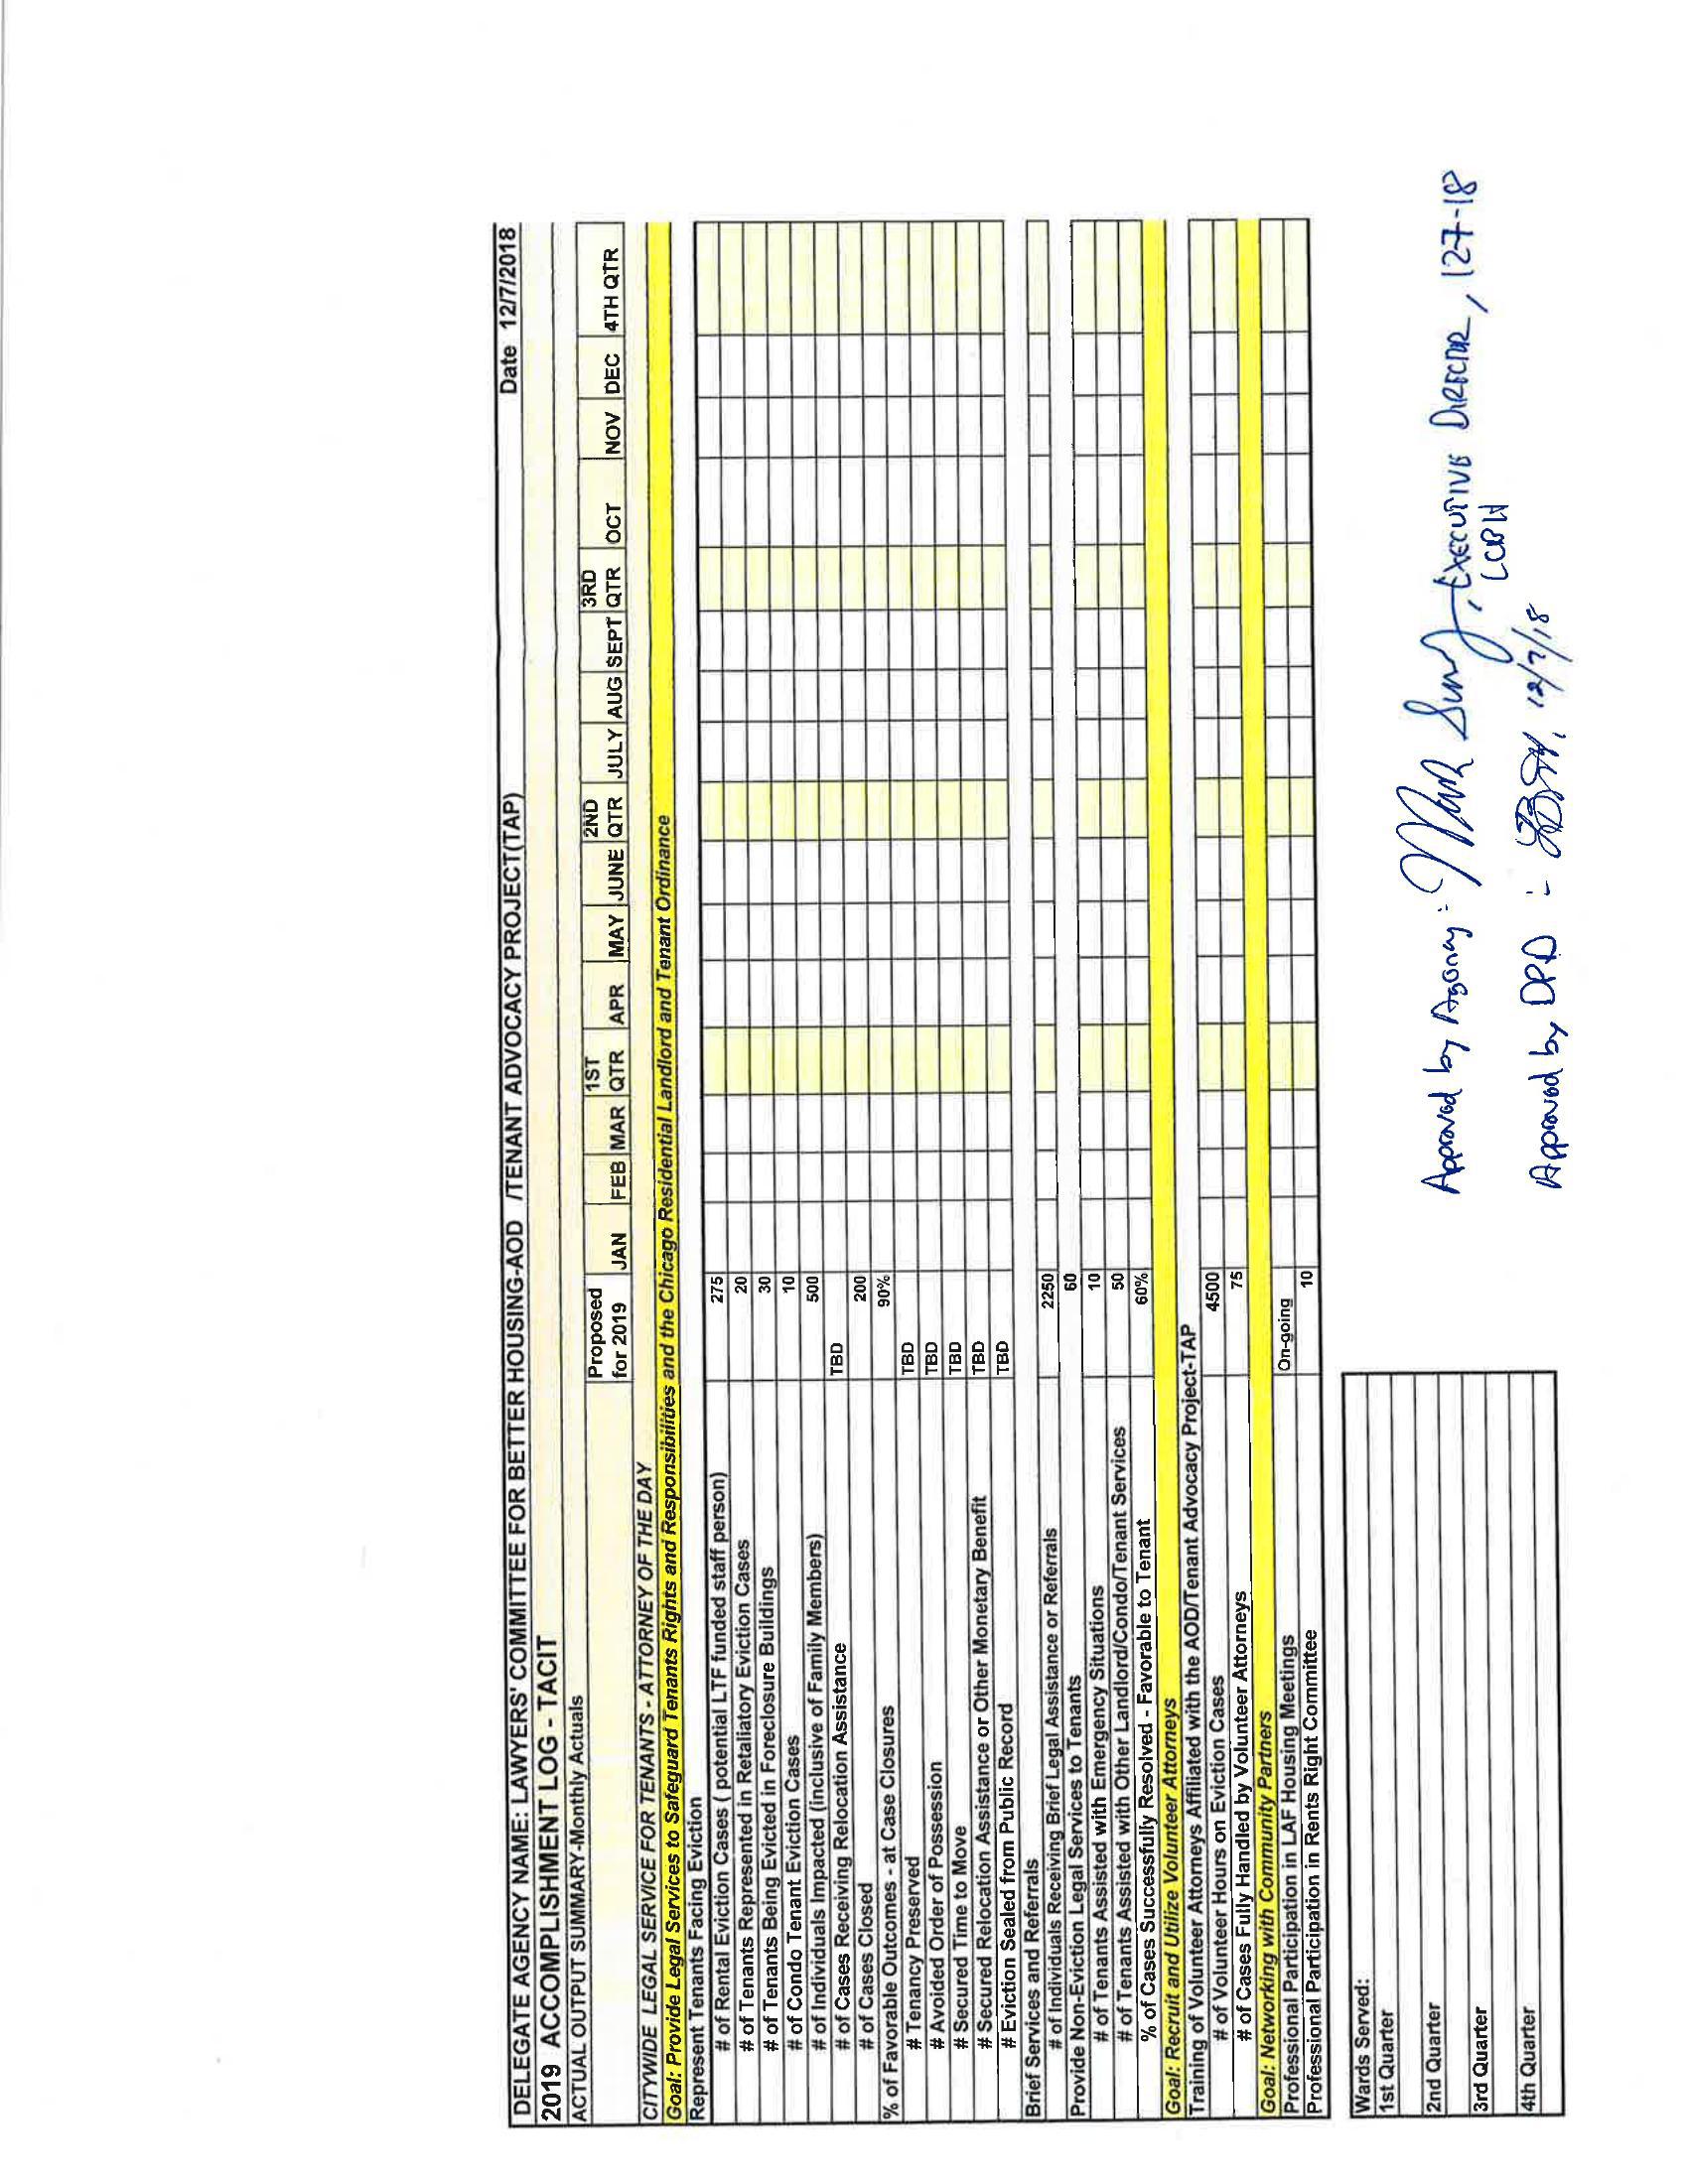 DELEGATE AGENCY NAME: LAWYERS' COMMITTEE FOR BETTER HOUSING-AOD /TENANT ADVOCACY PROJECT(TAP) Date 12/7/2018
2019 ACCOMPLISHMENT LOG - TACIT
ACTUAL OUTPUT SUMMARY-Monthly Actuals
Proposed for 2019 JAN FEB MAR 1ST QTR APR MAY JUNE 2ND QTR JULY AUG SEPT 3RD QTR OCT NOV DEC 4TH QTR
CITYWIDE LEGAL SERVICE FOR TENANTS - ATTORNEY OF THE DAY
Goal: Provide Legal Services to Safeguard Tenants Rights and Responsibilities and the Chicago Residential Landlord and Tenant Ordinance
Represent Tenants Facing Eviction
# of Rental Eviction Cases ( potential LTF funded staff person) 275
# of Tenants Represented in Retaliatory Eviction Cases 20
# of Tenants Being Evicted in Foreclosure Buildings 30
# of Condo Tenant Eviction Cases 10
# of Individuals Impacted (inclusive of Family Members) 500
# of Cases Receiving Relocation Assistance TBD
# of Cases Closed 200
% of Favorable Outcomes - at Case Closures 90%
# Tenancy Preserved TBD
# Avoided Order of Possession TBD
# Secured Time to Move TBD
# Secured Relocation Assistance or Other Monetary Benefit TBD
# Eviction Sealed from Public Record TBD
Brief Services and Referrals
# of Individuals Receiving Brief Legal Assistance or Referrals 2250
Provide Non-Eviction Legal Services to Tenants 60
# of Tenants Assisted with Emergency Situations 10
# of Tenants Assisted with Other Landlord/Condo/Tenant Services 50
% of Cases Successfully Resolved - Favorable to Tenant 60%
Goal: Recruit and Utilize Volunteer Attorneys
Training of Volunteer Attorneys Affiliated with the AOD/Tenant Advocacy Project-TAP
# of Volunteer Hours on Eviction Cases 4500
# of Cases Fully Handled by Volunteer Attorneys 75
Goal: Networking with Community Partners
Professional Participation in LAF Housing Meetings On-going
Professional Participation in Rents Right Committee 10
Wards Served:
1st Quarter
2nd Quarter
3rd Quarter
4th Quarter
Approved by Agency: , EXECUTIVE DIRECTOR, 127-18
LCBH
Approved by DPD : 12/7/18